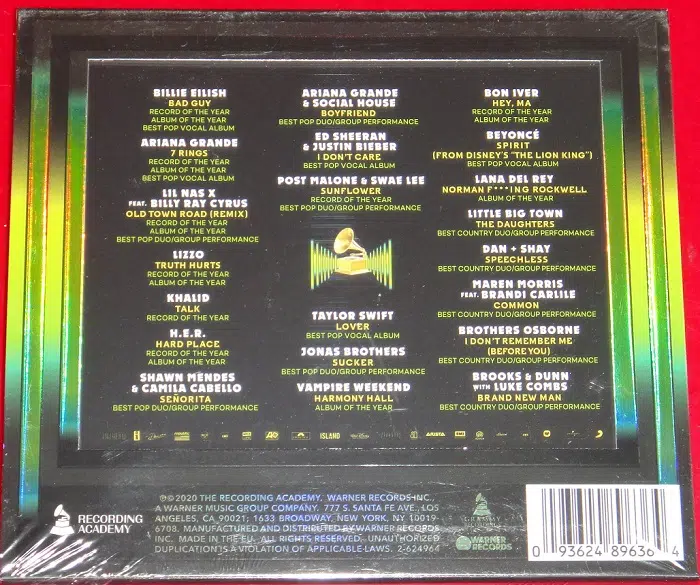 BILLIE EILISH
BAD GUY
RECORD OF THE YEAR
ALBUM OF THE YEAR
BEST POP VOCAL ALBUM
ARIANA GRANDE
7 RINGS
RECORD OF THE YEAR
ALBUM OF THE YEAR
BEST POP VOCAL ALBUM
LIL NAS X
FEAT. BILLY RAY CYRUS
OLD TOWN ROAD (REMIX)
RECORD OF THE YEAR
ALBUM OF THE YEAR
BEST POP DUO/GROUP PERFORMANCE
LIZZO
TRUTH HURTS
RECORD OF THE YEAR
ALBUM OF THE YEAR
KHALID
TALK
RECORD OF THE YEAR
H.E.R.
HARD PLACE
RECORD OF THE YEAR
ALBUM OF THE YEAR
SHAWN MENDES
& CAMILA CABELLO
SEÑORITA
BEST POP DUO/GROUP PERFORMANCE
ARIANA GRANDE
& SOCIAL HOUSE
BOYFRIEND
BEST POP DUO/GROUP PERFORMANCE
ED SHEERAN
& JUSTIN BIEBER
I DON'T CARE
BEST POP VOCAL ALBUM
POST MALONE & SWAE LEE
SUNFLOWER
RECORD OF THE YEAR
BEST POP DUO/GROUP PERFORMANCE
TAYLOR SWIFT
LOVER
BEST POP VOCAL ALBUM
JONAS BROTHERS
SUCKER
BEST POP DUO/GROUP PERFORMANCE
VAMPIRE WEEKEND
HARMONY HALL
ALBUM OF THE YEAR
BON IVER
HEY, MA
RECORD OF THE YEAR
ALBUM OF THE YEAR
BEYONCÉ
SPIRIT
(FROM DISNEY'S "THE LION KING")
BEST POP VOCAL ALBUM
LANA DEL REY
NORMAN F***ING ROCKWELL
ALBUM OF THE YEAR
LITTLE BIG TOWN
THE DAUGHTERS
BEST COUNTRY DUO/GROUP PERFORMANCE
DAN + SHAY
SPEECHLESS
BEST COUNTRY DUO/GROUP PERFORMANCE
MAREN MORRIS
FEAT. BRANDI CARLILE
COMMON
BEST COUNTRY DUO/GROUP PERFORMANCE
BROTHERS OSBORNE
I DON'T REMEMBER ME
(BEFORE YOU)
BEST COUNTRY DUO/GROUP PERFORMANCE
BROOKS & DUNN
WITH LUKE COMBS
BRAND NEW MAN
BEST COUNTRY DUO/GROUP PERFORMANCE
ISLAND ARISTA
RECORDING
ACADEMY
℗©2020 THE RECORDING ACADEMY, WARNER RECORDS INC.,
A WARNER MUSIC GROUP COMPANY. 777 S. SANTA FE AVE., LOS
ANGELES, CA 90021; 1633 BROADWAY, NEW YORK, NY 10019-
6708. MANUFACTURED AND DISTRIBUTED BY WARNER RECORDS
INC. MADE IN THE EU. ALL RIGHTS RESERVED. UNAUTHORIZED
DUPLICATION IS A VIOLATION OF APPLICABLE LAWS. 2-624964
WARNER
RECORDS
0 93624 89636 4